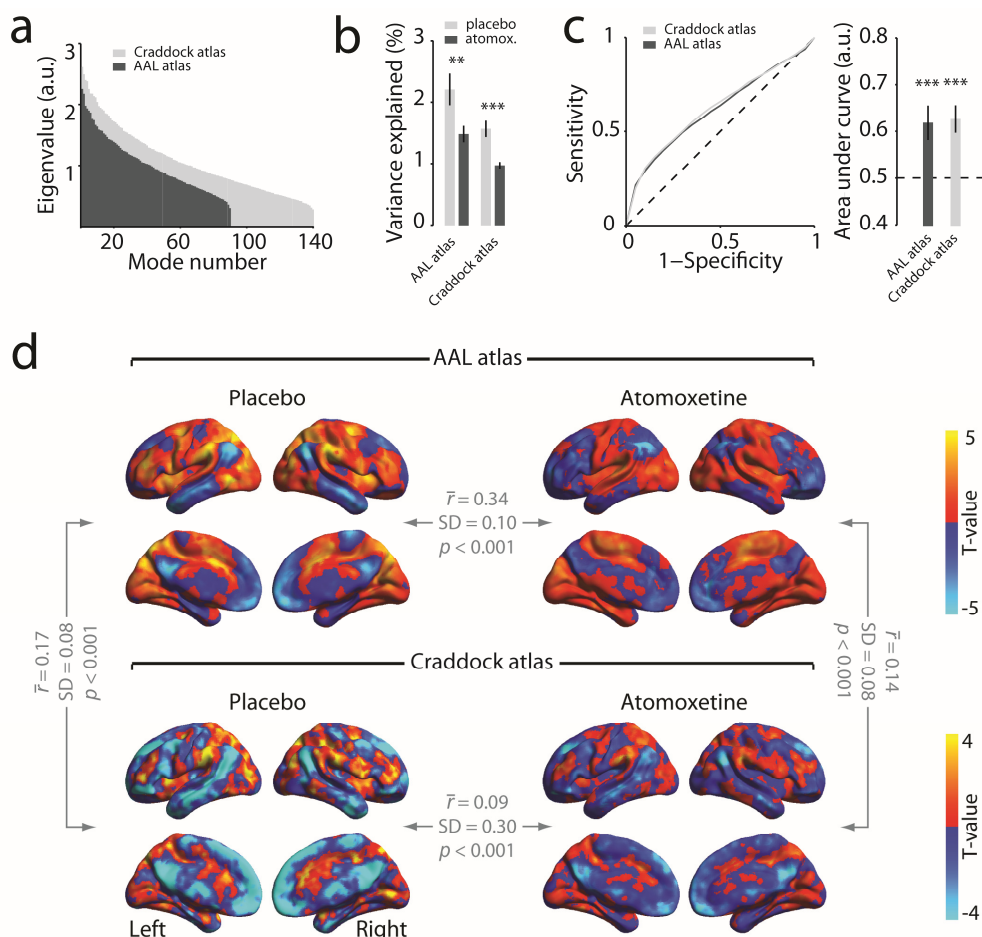 a
Craddock atlas
AAL atlas
Eigenvalue (a.u.)
3
2
1
20
60
100
140
Mode number
b
placebo
atomox.
Variance explained (%)
3
2
1
0
**
***
AAL atlas
Craddock atlas
c
Craddock atlas
AAL atlas
Sensitivity
1
0.5
0
0
0.5
1
1−Specificity
Area under curve (a.u.)
0.8
0.7
0.6
0.5
0.4
***
***
AAL atlas
Craddock atlas
d
AAL atlas
Placebo
Atomoxetine
r̅ = 0.34
SD = 0.10
p < 0.001
5
T-value
-5
r̅ = 0.17
SD = 0.08
p < 0.001
r̅ = 0.14
SD = 0.08
p < 0.001
Craddock atlas
Placebo
Atomoxetine
r̅ = 0.09
SD = 0.30
p < 0.001
4
T-value
-4
Left
Right